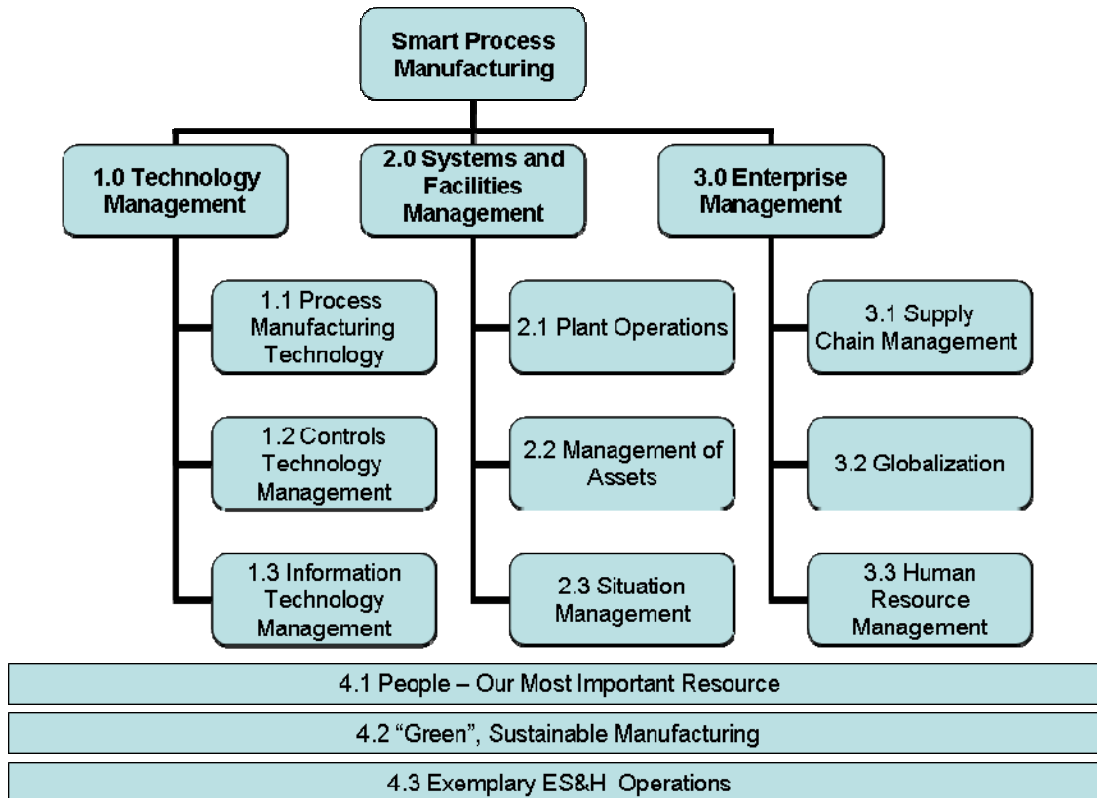 Smart Process
Manufacturing
1.0 Technology
Management
2.0 Systems and
Facilities
Management
3.0 Enterprise
Management
1.1 Process
Manufacturing
Technology
2.1 Plant Operations
3.1 Supply
Chain Management
1.2 Controls
Technology
Management
2.2 Management of
Assets
3.2 Globalization
1.3 Information
Technology
Management
2.3 Situation
Management
3.3 Human
Resource
Management
4.1 People – Our Most Important Resource
4.2 “Green”, Sustainable Manufacturing
4.3 Exemplary ES&H Operations